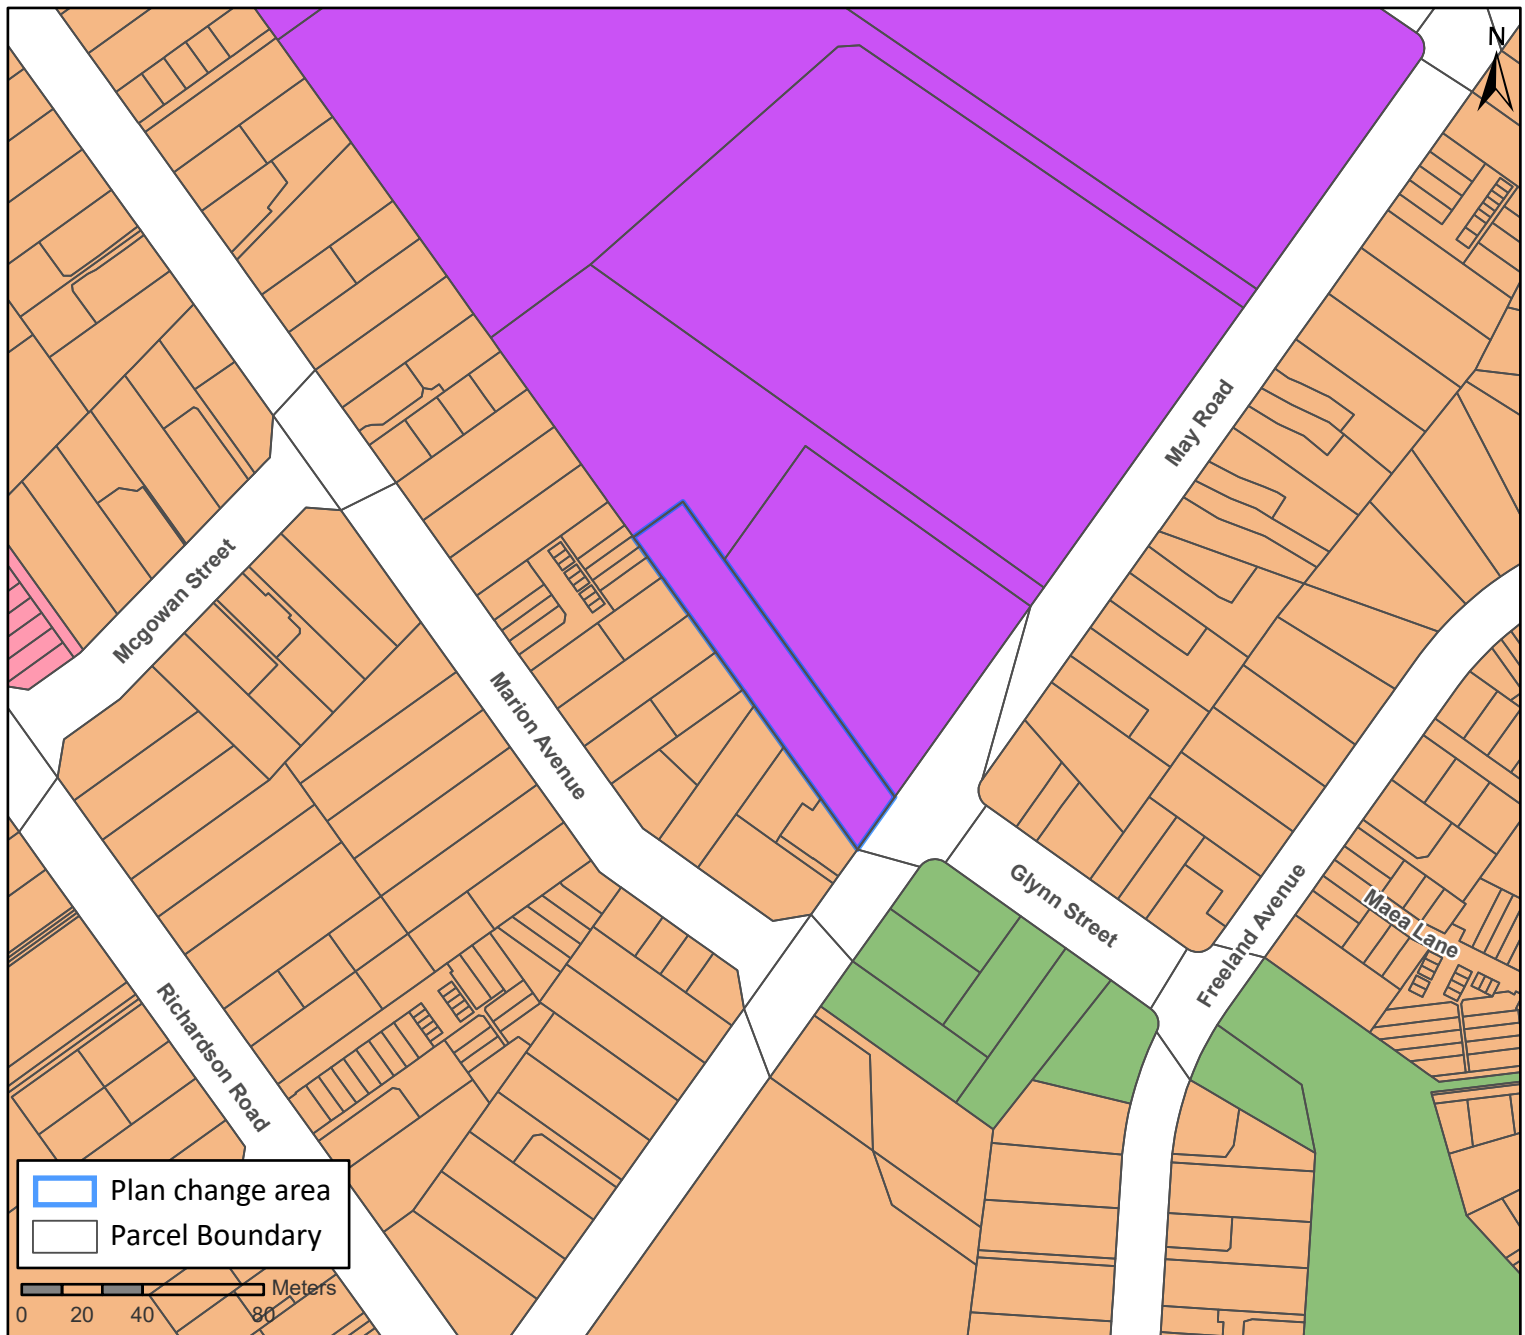 N
May Road
Mcgowan Street
Marion Avenue
Glynn Street
Maea Lane
Freeland Avenue
Richardson Road
Plan change area
Parcel Boundary
Meters
0 20 40 80